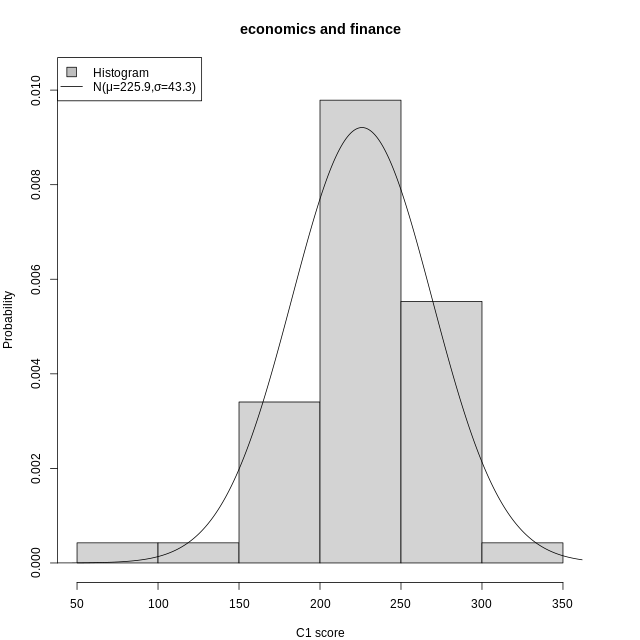 economics and finance
Histogram
N(μ=225.9,σ=43.3)
Probability
0.010
0.008
0.006
0.004
0.002
0.000
50 100 150 200 250 300 350
C1 score